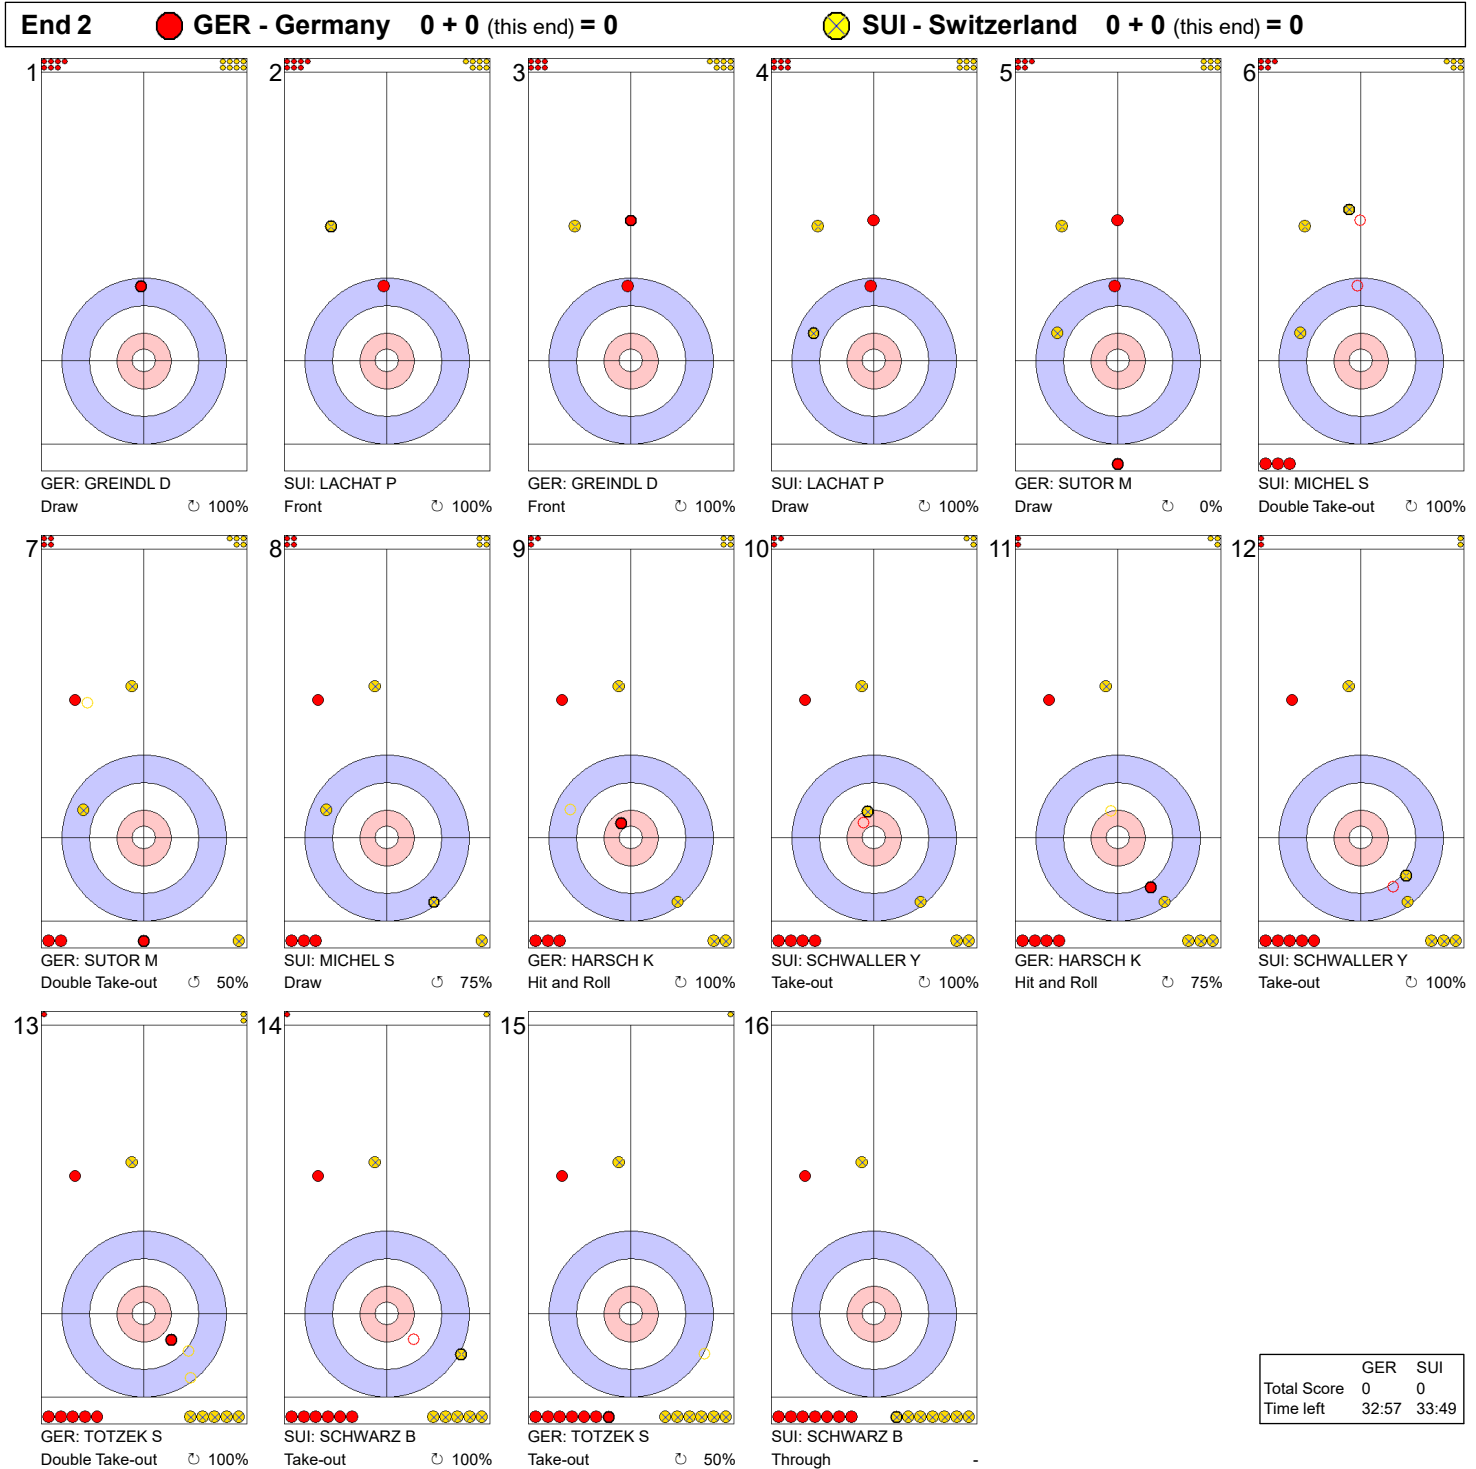 End 2 GER - Germany 0 + 0 (this end) = 0 SUI - Switzerland 0 + 0 (this end) = 0
1 2 3 4 5 6
GER: GREINDL D SUI: LACHAT P GER: GREINDL D SUI: LACHAT P GER: SUTOR M SUI: MICHEL S
Draw ↻ 100% Front ↻ 100% Front ↻ 100% Draw ↻ 100% Draw ↻ 0% Double Take-out ↻ 100%
7 8 9 10 11 12
GER: SUTOR M SUI: MICHEL S GER: HARSCH K SUI: SCHWALLER Y GER: HARSCH K SUI: SCHWALLER Y
Double Take-out ↺ 50% Draw ↺ 75% Hit and Roll ↻ 100% Take-out ↻ 100% Hit and Roll ↻ 75% Take-out ↻ 100%
13 14 15 16
GER: TOTZEK S SUI: SCHWARZ B GER: TOTZEK S SUI: SCHWARZ B
Double Take-out ↻ 100% Take-out ↻ 100% Take-out ↻ 50% Through -
GER SUI
Total Score 0 0
Time left 32:57 33:49